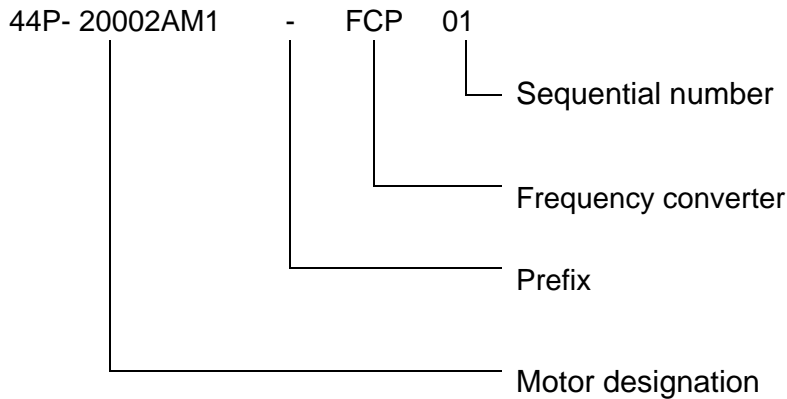 44P- 20002AM1 - FCP 01
Sequential number
Frequency converter
Prefix
Motor designation